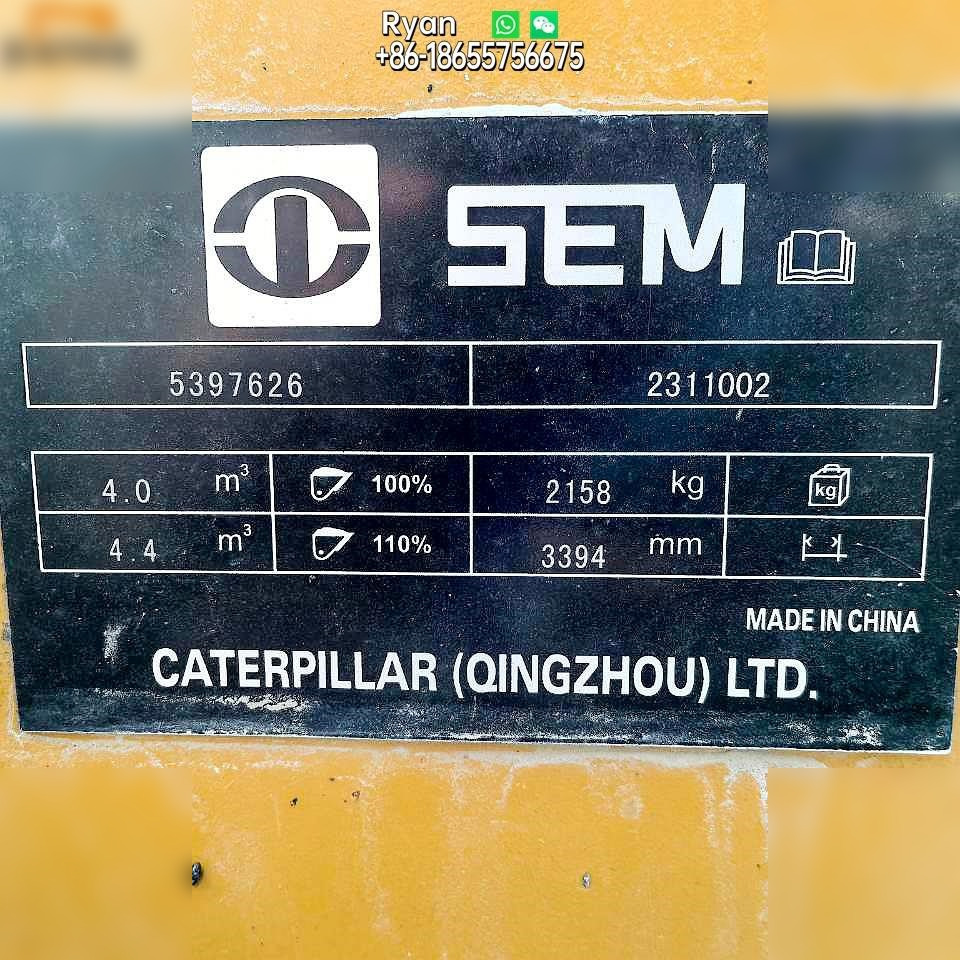 Ryan
+86-18655756675
SEM
5397626 2311002
4.0 m³ 100% 2158 kg kg
4.4 m³ 110% 3394 mm
MADE IN CHINA
CATERPILLAR (QINGZHOU) LTD.